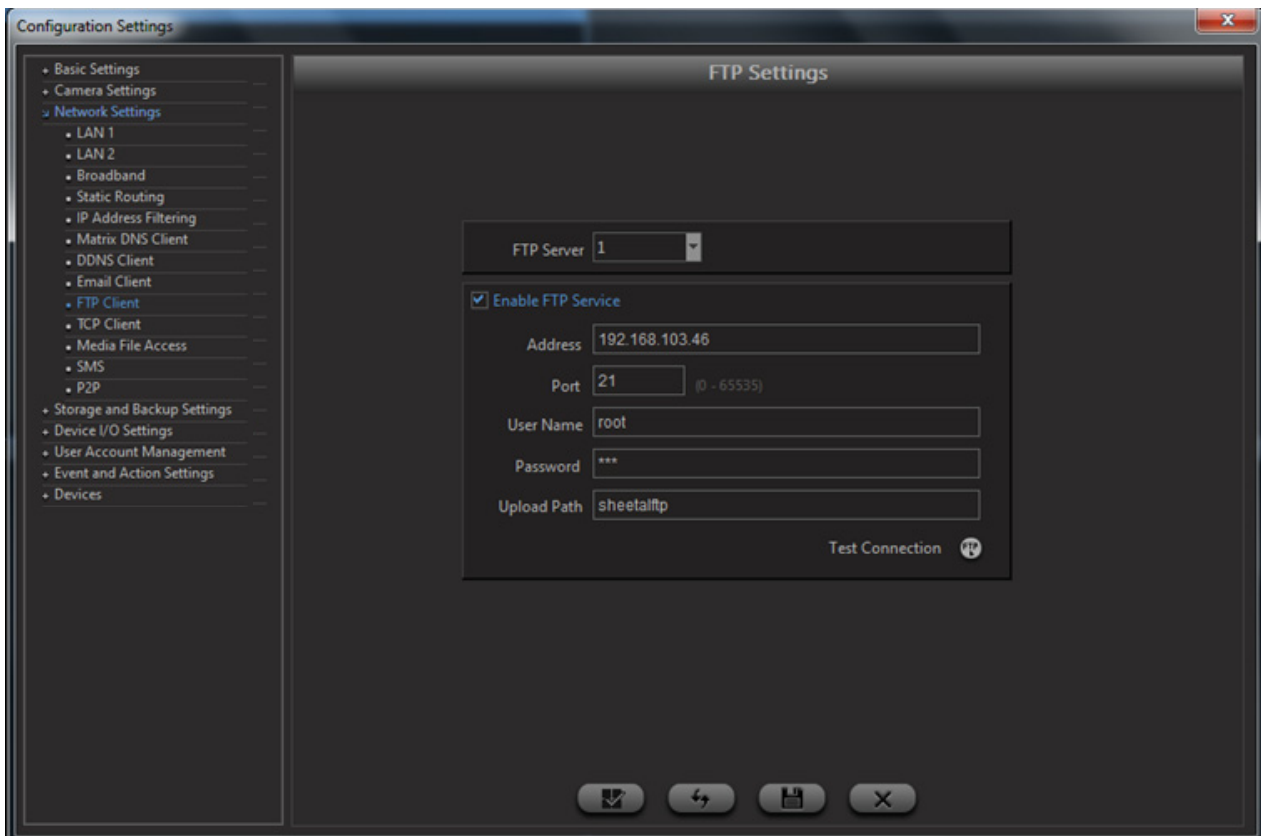 Configuration Settings
Basic Settings
Camera Settings
Network Settings
LAN 1
LAN 2
Broadband
Static Routing
IP Address Filtering
Matrix DNS Client
DDNS Client
Email Client
FTP Client
TCP Client
Media File Access
SMS
P2P
Storage and Backup Settings
Device I/O Settings
User Account Management
Event and Action Settings
Devices
FTP Settings
FTP Server 1
Enable FTP Service
Address 192.168.103.46
Port 21 (0 - 65535)
User Name root
Password ***
Upload Path sheetalftp
Test Connection FTP